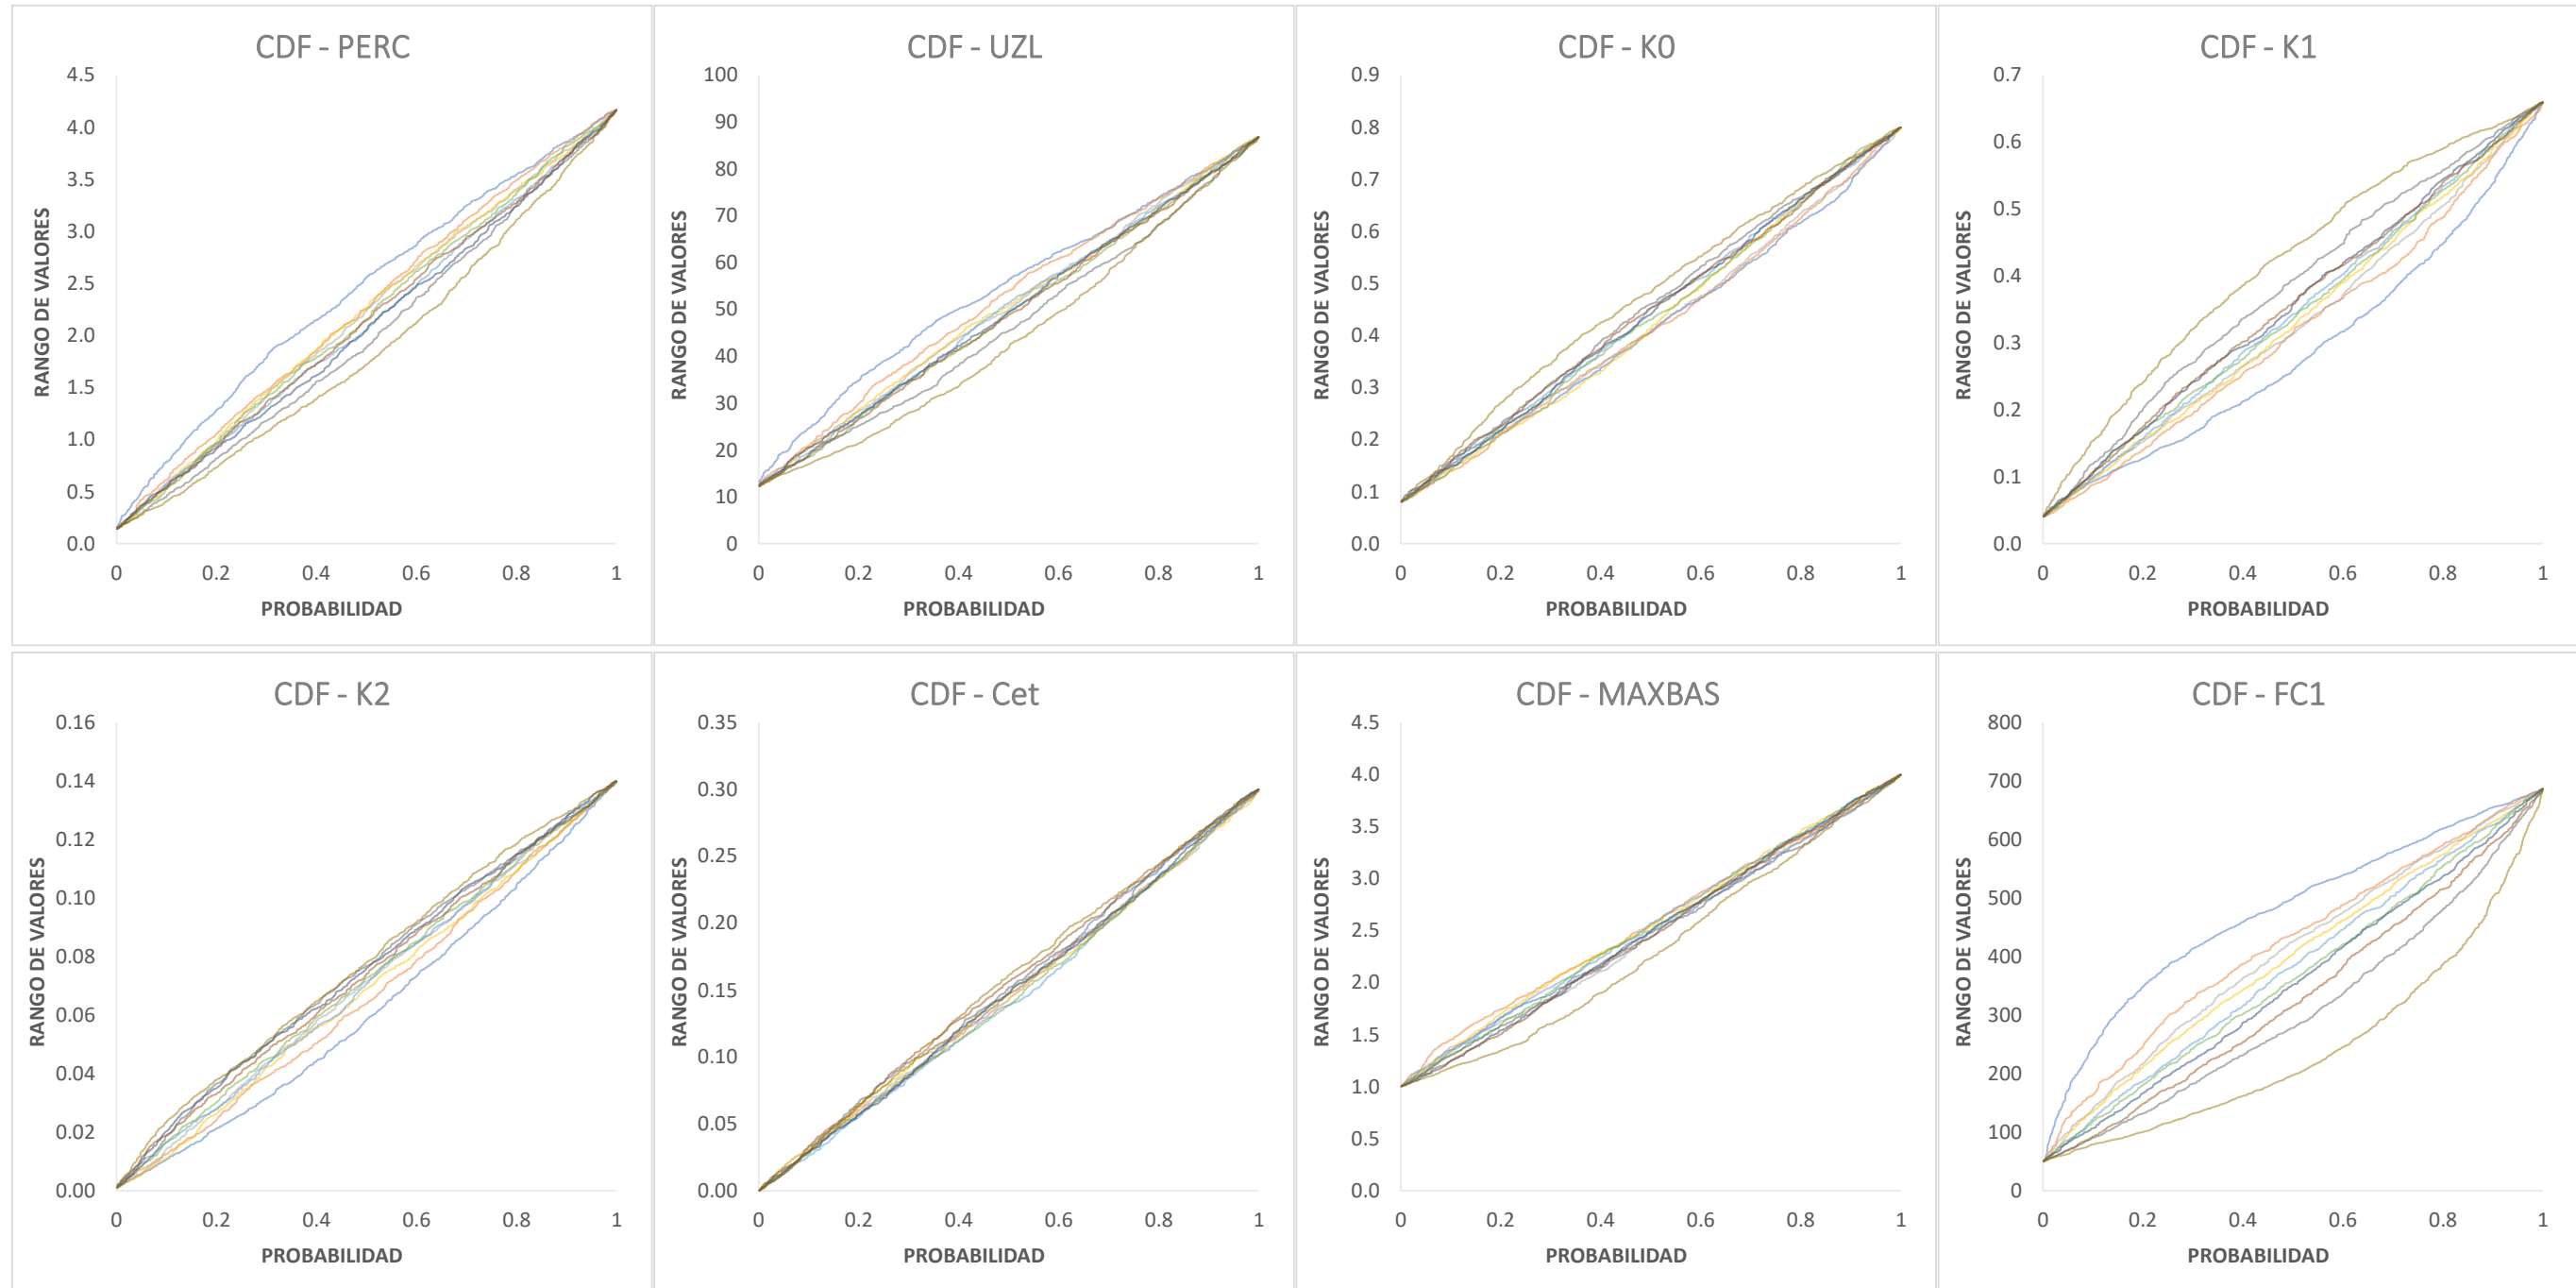 CDF - PERC
4.5
4.0
3.5
3.0
2.5
2.0
1.5
1.0
0.5
0.0
RANGO DE VALORES
0 0.2 0.4 0.6 0.8 1
PROBABILIDAD
CDF - UZL
100
90
80
70
60
50
40
30
20
10
0
RANGO DE VALORES
0 0.2 0.4 0.6 0.8 1
PROBABILIDAD
CDF - K0
0.9
0.8
0.7
0.6
0.5
0.4
0.3
0.2
0.1
0.0
RANGO DE VALORES
0 0.2 0.4 0.6 0.8 1
PROBABILIDAD
CDF - K1
0.7
0.6
0.5
0.4
0.3
0.2
0.1
0.0
RANGO DE VALORES
0 0.2 0.4 0.6 0.8 1
PROBABILIDAD
CDF - K2
0.16
0.14
0.12
0.10
0.08
0.06
0.04
0.02
0.00
RANGO DE VALORES
0 0.2 0.4 0.6 0.8 1
PROBABILIDAD
CDF - Cet
0.35
0.30
0.25
0.20
0.15
0.10
0.05
0.00
RANGO DE VALORES
0 0.2 0.4 0.6 0.8 1
PROBABILIDAD
CDF - MAXBAS
4.5
4.0
3.5
3.0
2.5
2.0
1.5
1.0
0.5
0.0
RANGO DE VALORES
0 0.2 0.4 0.6 0.8 1
PROBABILIDAD
CDF - FC1
800
700
600
500
400
300
200
100
0
RANGO DE VALORES
0 0.2 0.4 0.6 0.8 1
PROBABILIDAD